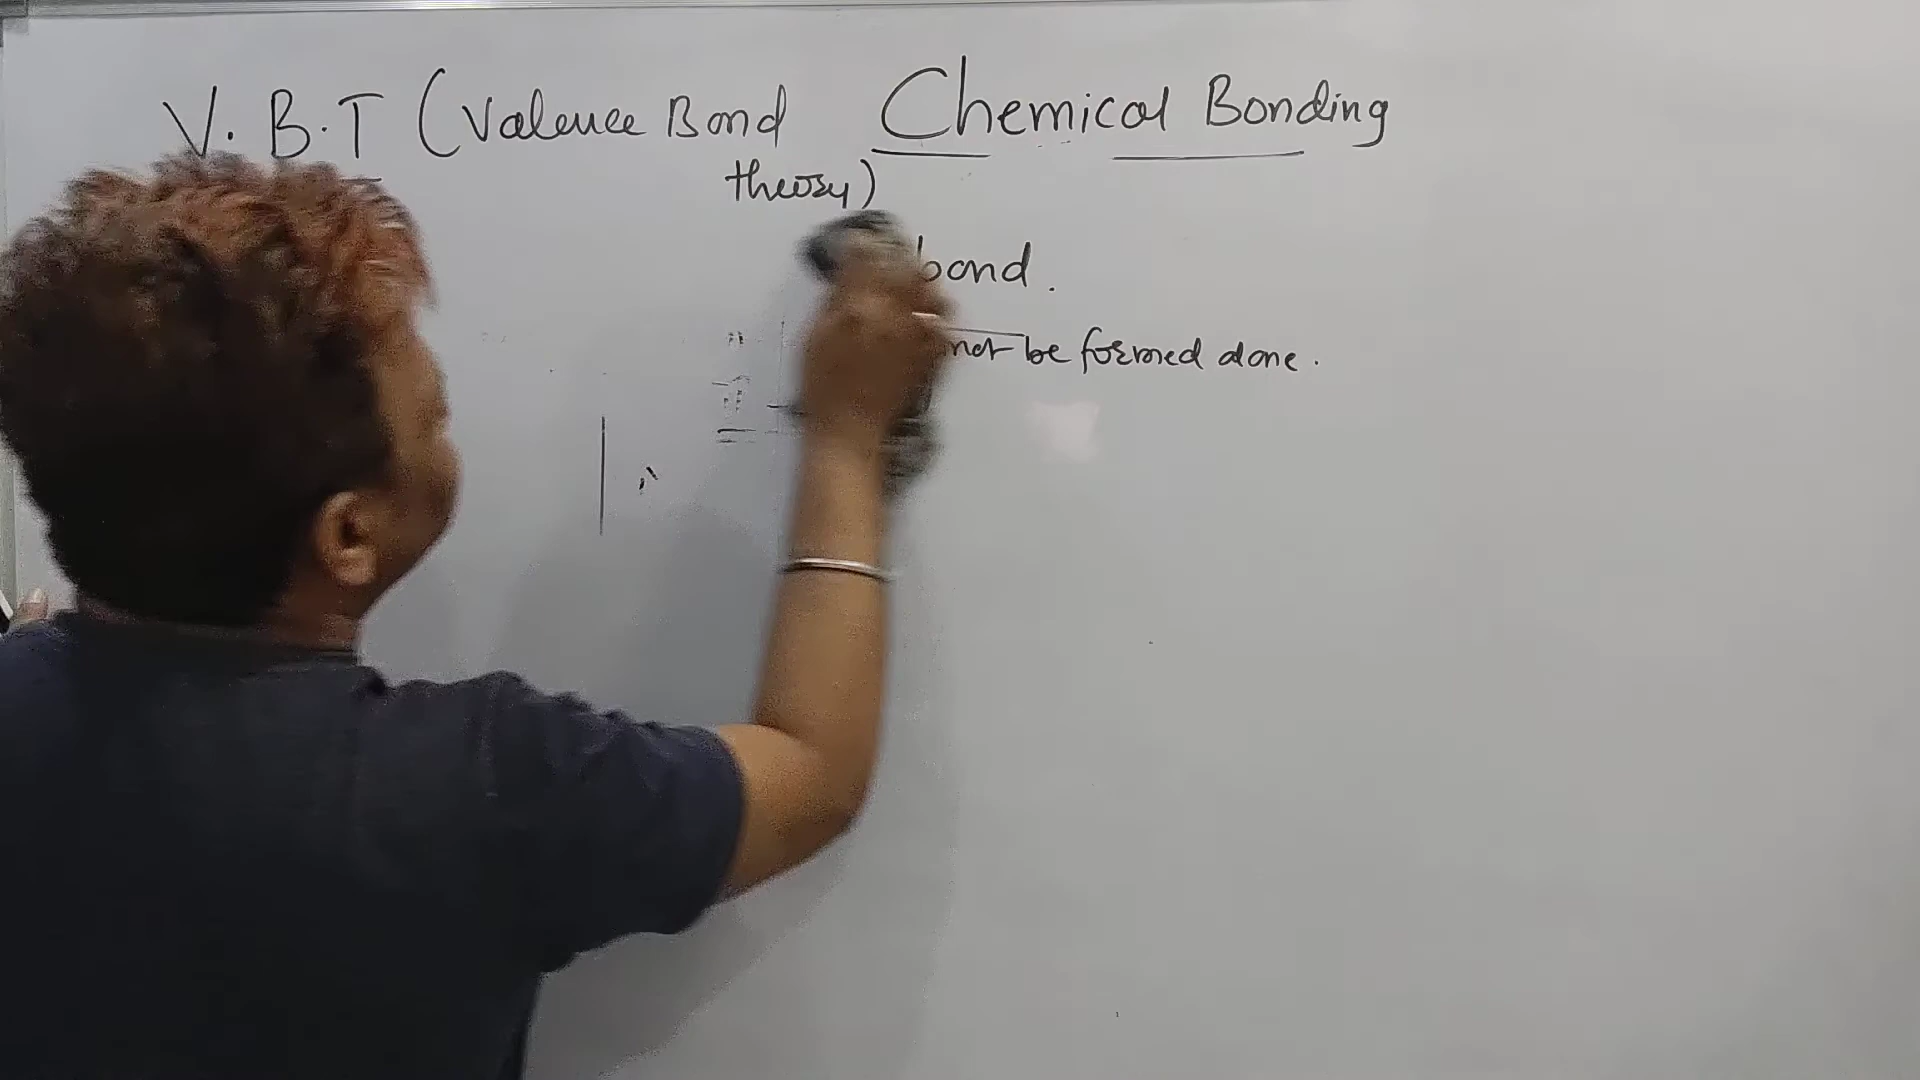 V. B. T (Valence Bond theory)
Chemical Bonding
bond.
not be formed alone.